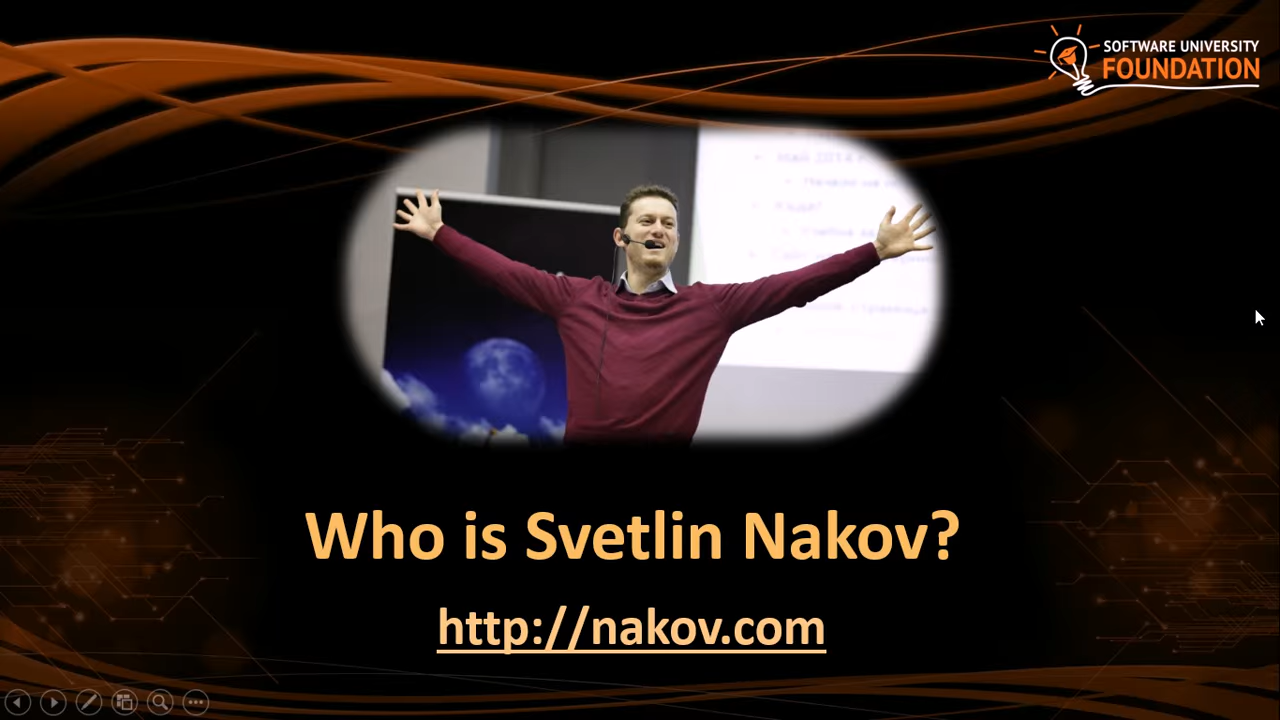 SOFTWARE UNIVERSITY
FOUNDATION
Who is Svetlin Nakov?
http://nakov.com